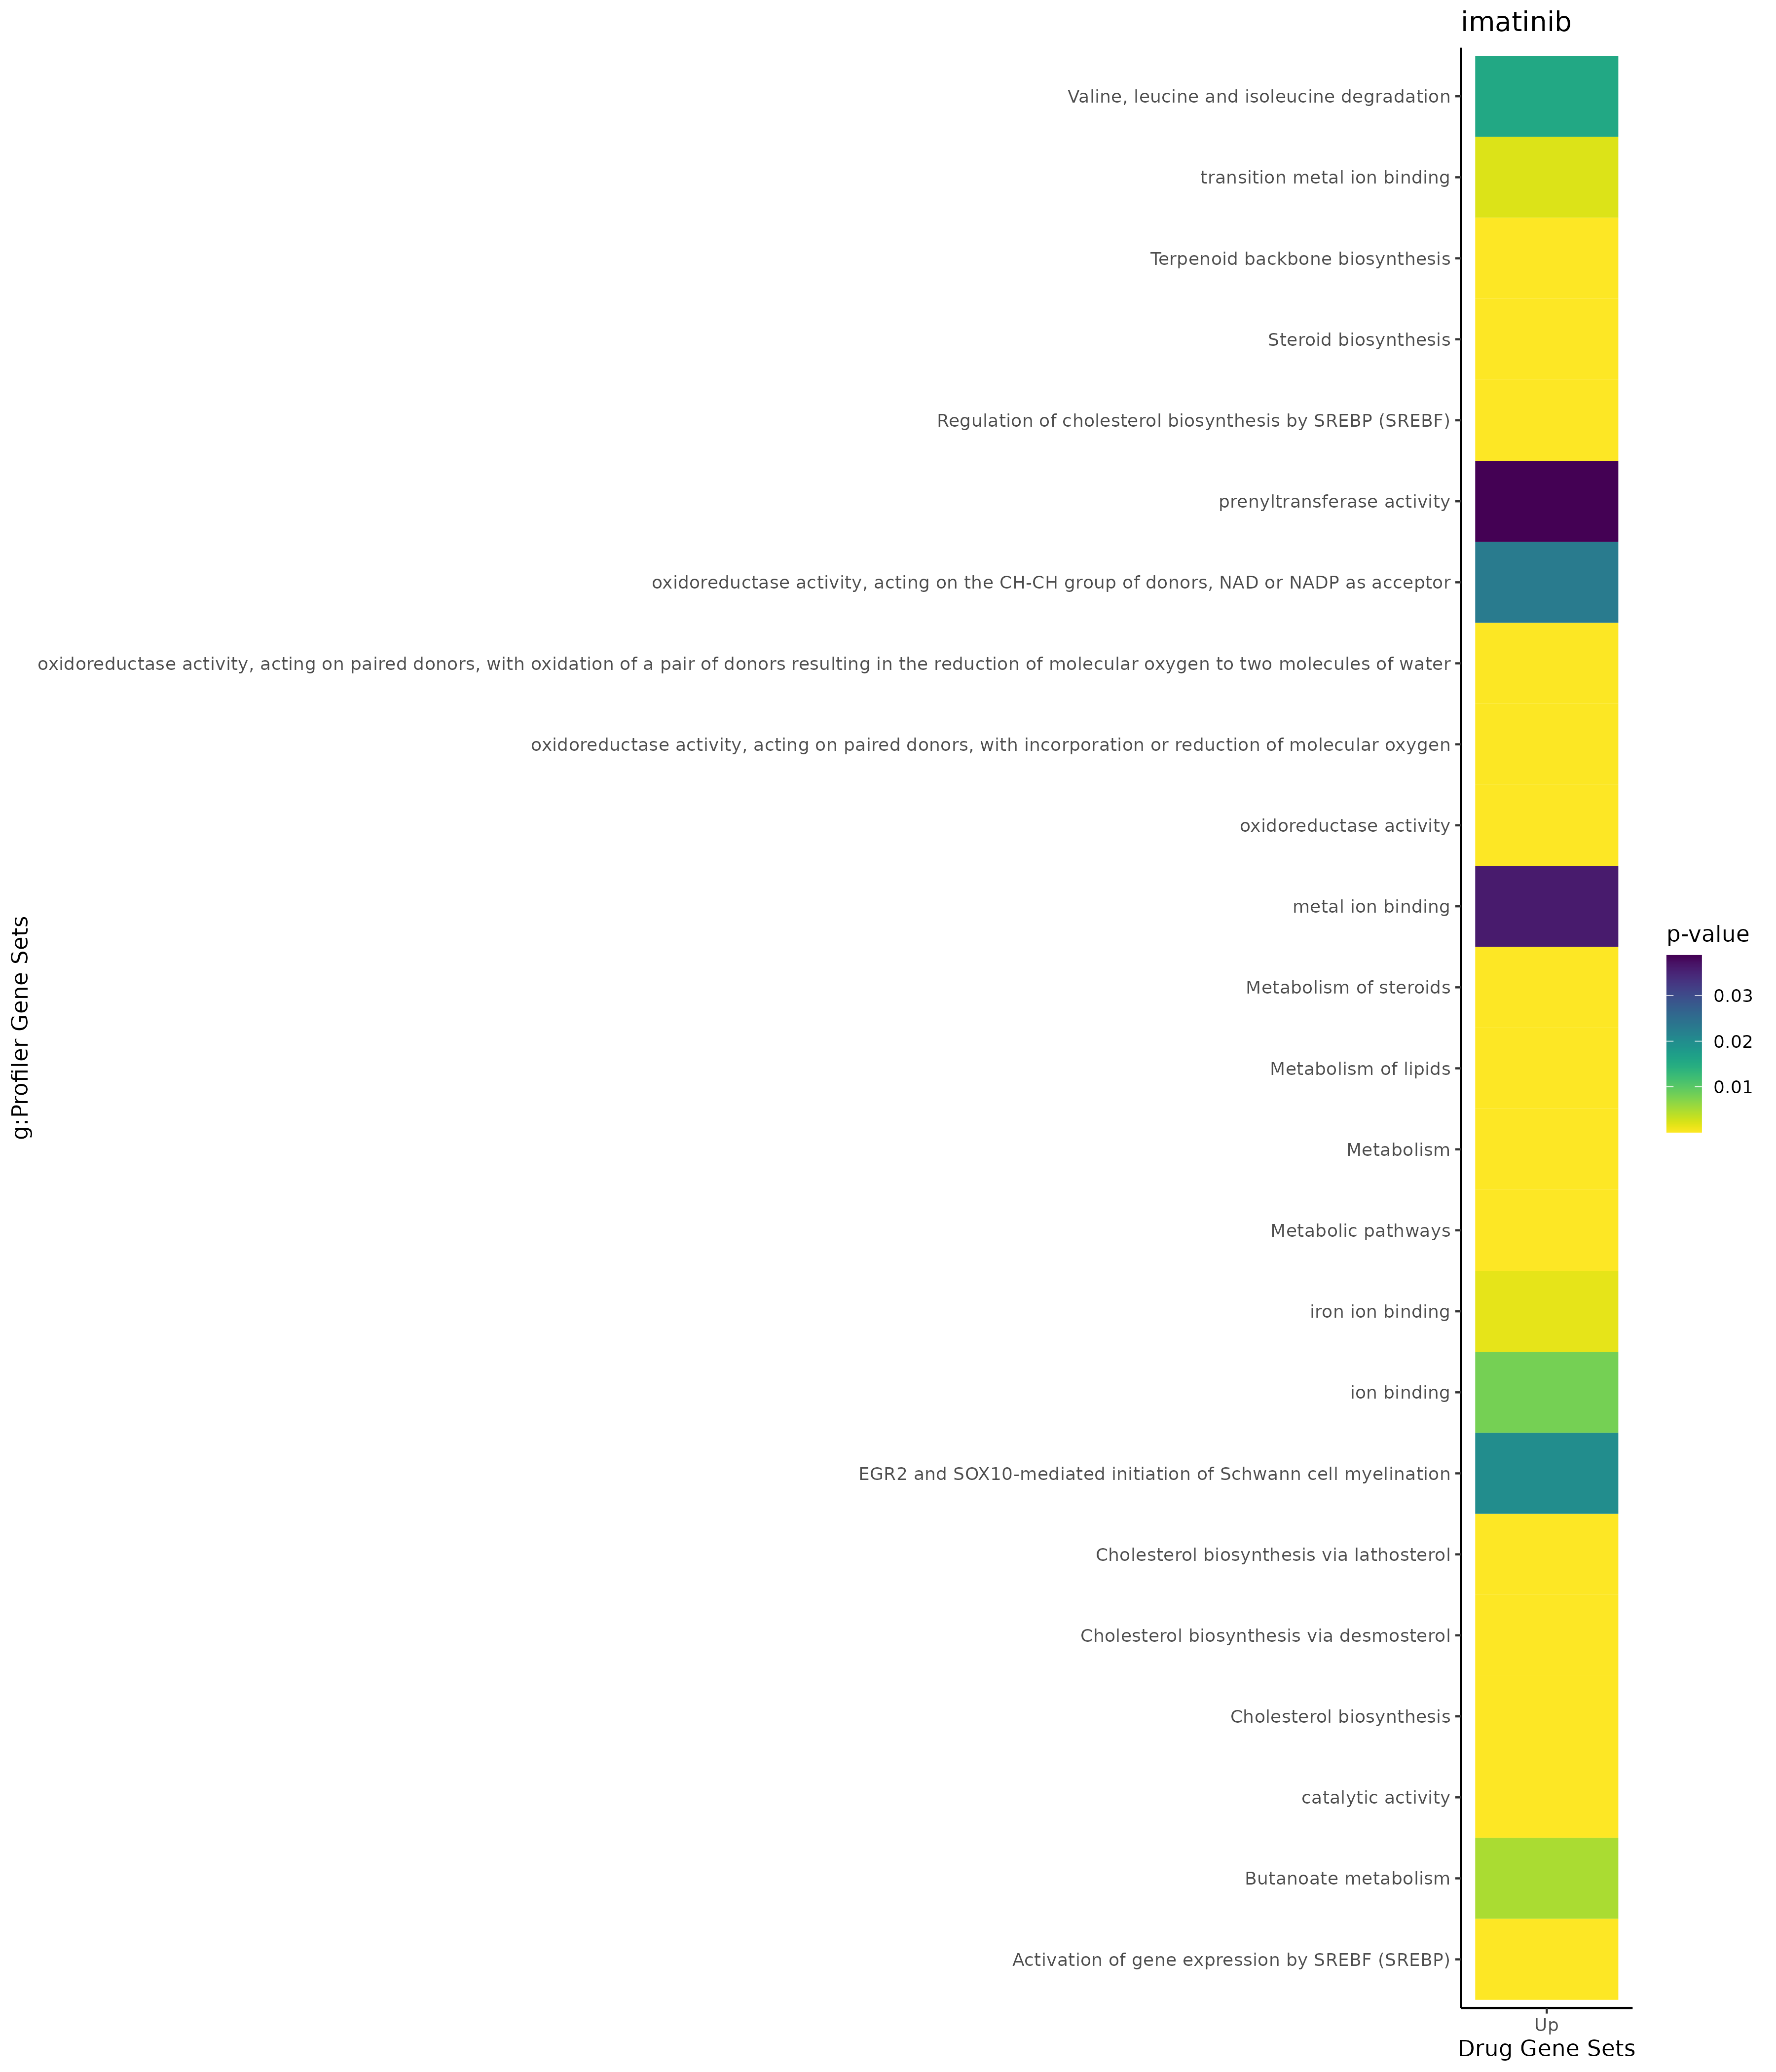 imatinib
Valine, leucine and isoleucine degradation
transition metal ion binding
Terpenoid backbone biosynthesis
Steroid biosynthesis
Regulation of cholesterol biosynthesis by SREBP (SREBF)
prenyltransferase activity
oxidoreductase activity, acting on the CH-CH group of donors, NAD or NADP as acceptor
oxidoreductase activity, acting on paired donors, with oxidation of a pair of donors resulting in the reduction of molecular oxygen to two molecules of water
oxidoreductase activity, acting on paired donors, with incorporation or reduction of molecular oxygen
oxidoreductase activity
metal ion binding
Metabolism of steroids
Metabolism of lipids
Metabolism
Metabolic pathways
iron ion binding
ion binding
EGR2 and SOX10-mediated initiation of Schwann cell myelination
Cholesterol biosynthesis via lathosterol
Cholesterol biosynthesis via desmosterol
Cholesterol biosynthesis
catalytic activity
Butanoate metabolism
Activation of gene expression by SREBF (SREBP)
g:Profiler Gene Sets
Up
Drug Gene Sets
p-value
0.03
0.02
0.01